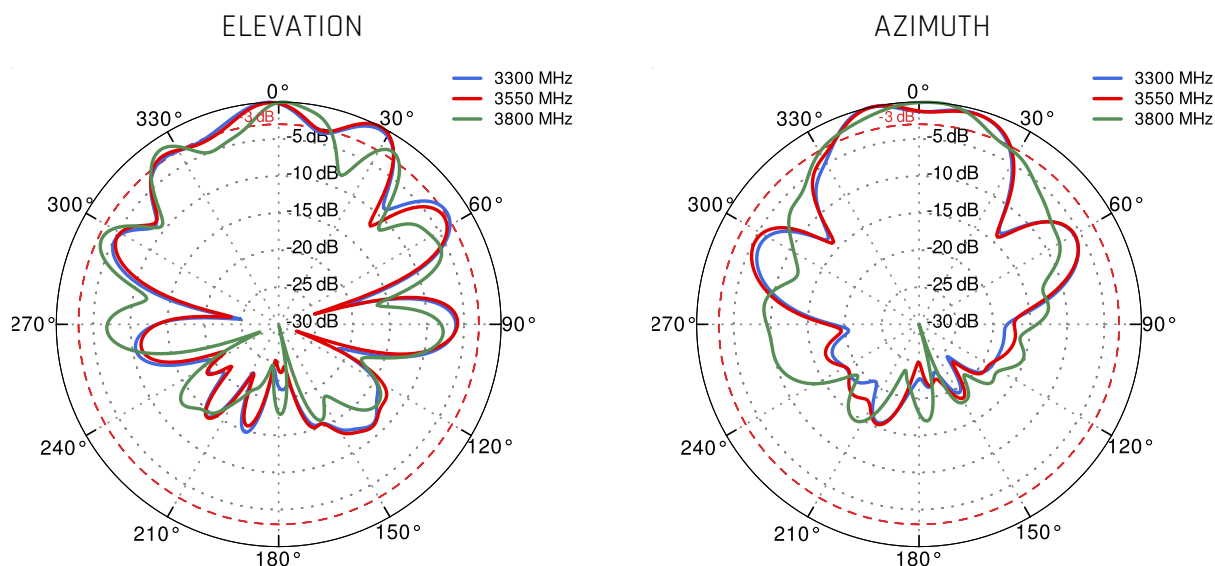 ELEVATION
3300 MHz
3550 MHz
3800 MHz
0°
30°
60°
90°
120°
150°
180°
210°
240°
270°
300°
330°
-3 dB
-5 dB
-10 dB
-15 dB
-20 dB
-25 dB
-30 dB
AZIMUTH
3300 MHz
3550 MHz
3800 MHz
0°
30°
60°
90°
120°
150°
180°
210°
240°
270°
300°
330°
-3 dB
-5 dB
-10 dB
-15 dB
-20 dB
-25 dB
-30 dB